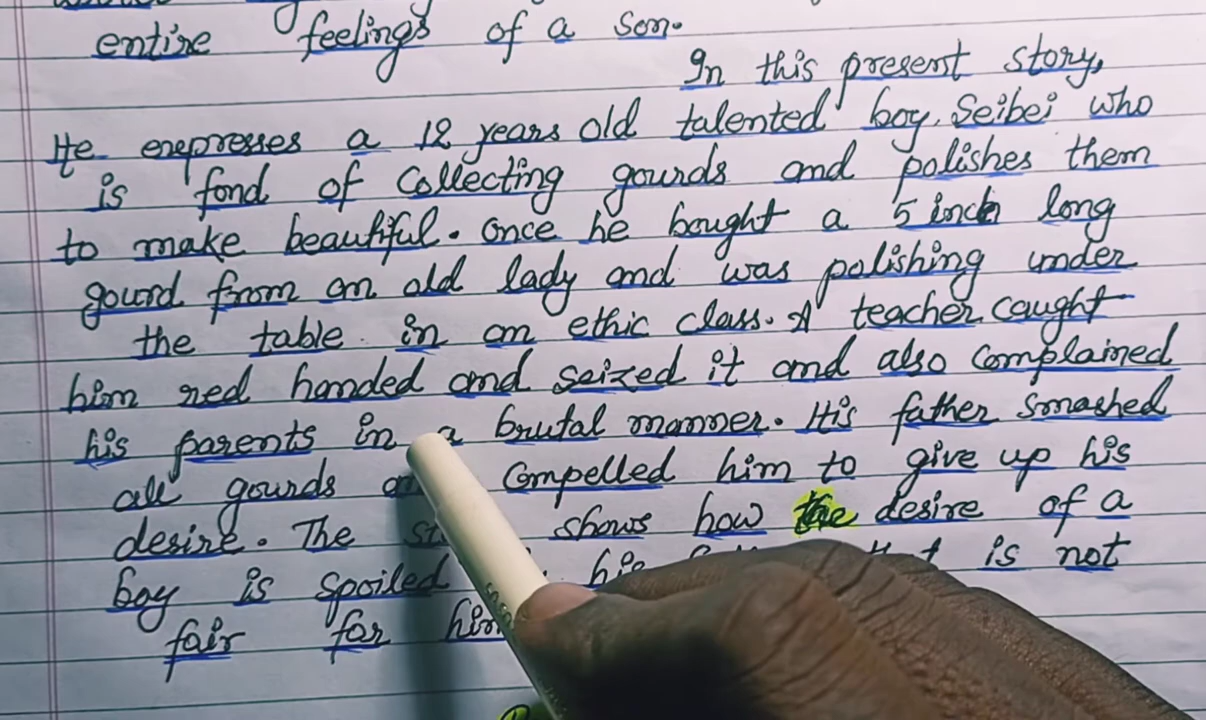 entire feelings of a son.
In this present story,
He exepresses a 12 years old talented boy, Seibei who
is fond of collecting gourds and polishes them
to make beautiful. once he bought a 5 inch long
gourd from an old lady and was polishing under
the table in an ethic class. A teacher caught
him red handed and seized it and also complained
his parents in a brutal manner. His father smashed
all gourds compelled him to give up his
desire. The shows how the desire of a
boy is spoiled his is not
fair for him